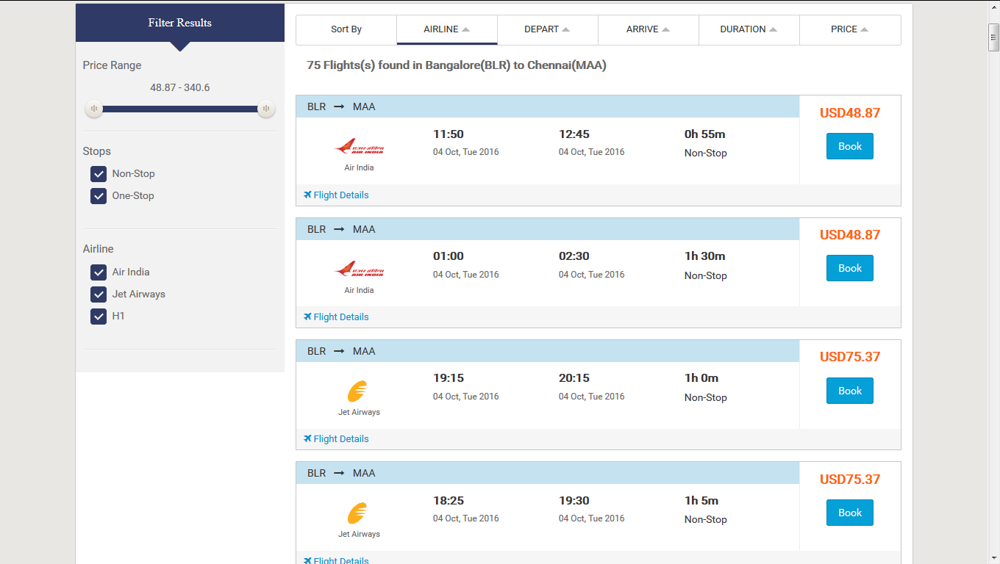 Filter Results
Price Range
48.87 - 340.6
Stops
Non-Stop
One-Stop
Airline
Air India
Jet Airways
H1
Sort By AIRLINE DEPART ARRIVE DURATION PRICE
75 Flights(s) found in Bangalore(BLR) to Chennai(MAA)
BLR → MAA
USD48.87
11:50 12:45 0h 55m
04 Oct, Tue 2016 04 Oct, Tue 2016 Non-Stop
Book
AIR INDIA
Air India
Flight Details
BLR → MAA
USD48.87
01:00 02:30 1h 30m
04 Oct, Tue 2016 04 Oct, Tue 2016 Non-Stop
Book
AIR INDIA
Air India
Flight Details
BLR → MAA
USD75.37
19:15 20:15 1h 0m
04 Oct, Tue 2016 04 Oct, Tue 2016 Non-Stop
Book
Jet Airways
Flight Details
BLR → MAA
USD75.37
18:25 19:30 1h 5m
04 Oct, Tue 2016 04 Oct, Tue 2016 Non-Stop
Book
Jet Airways
Flight Details